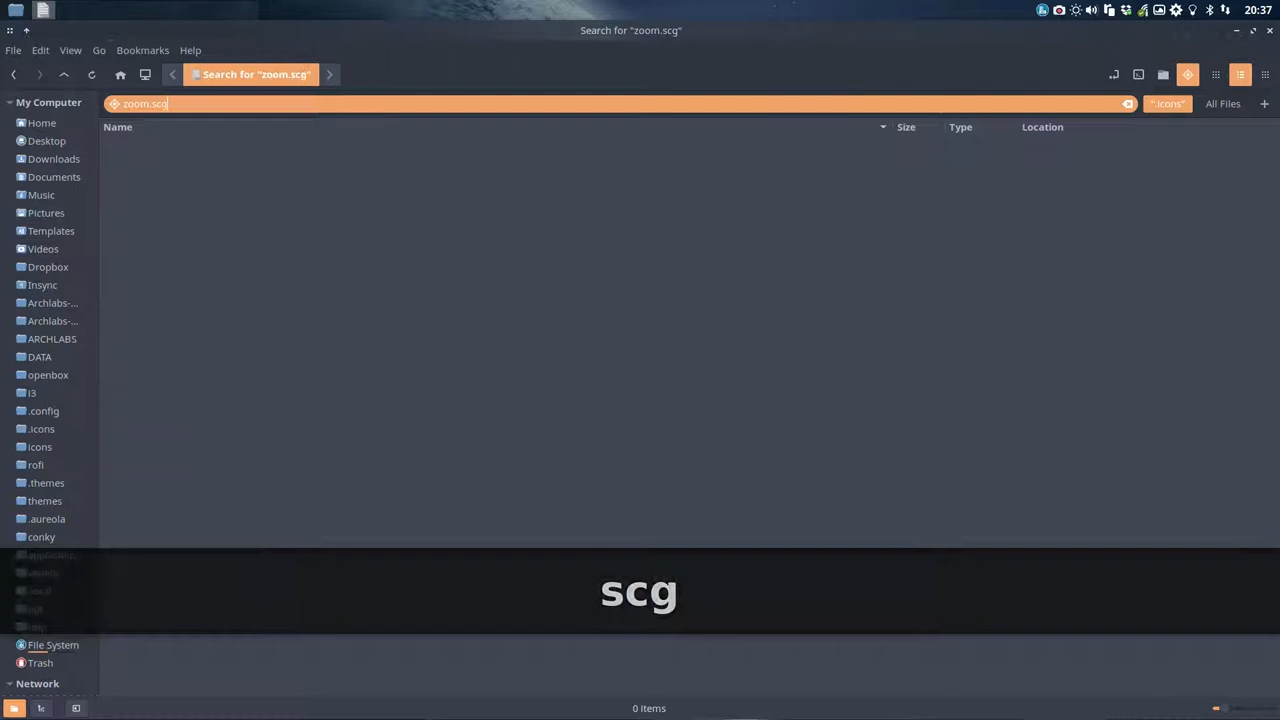 20:37
Search for "zoom.scg"
File Edit View Go Bookmarks Help
Search for "zoom.scg"
My Computer
zoom.scg
".icons" All Files
Name Size Type Location
Home
Desktop
Downloads
Documents
Music
Pictures
Templates
Videos
Dropbox
Insync
Archlabs-...
Archlabs-...
ARCHLABS
DATA
openbox
i3
.config
.icons
icons
rofi
.themes
themes
.aureola
conky
scg
File System
Trash
Network
0 items